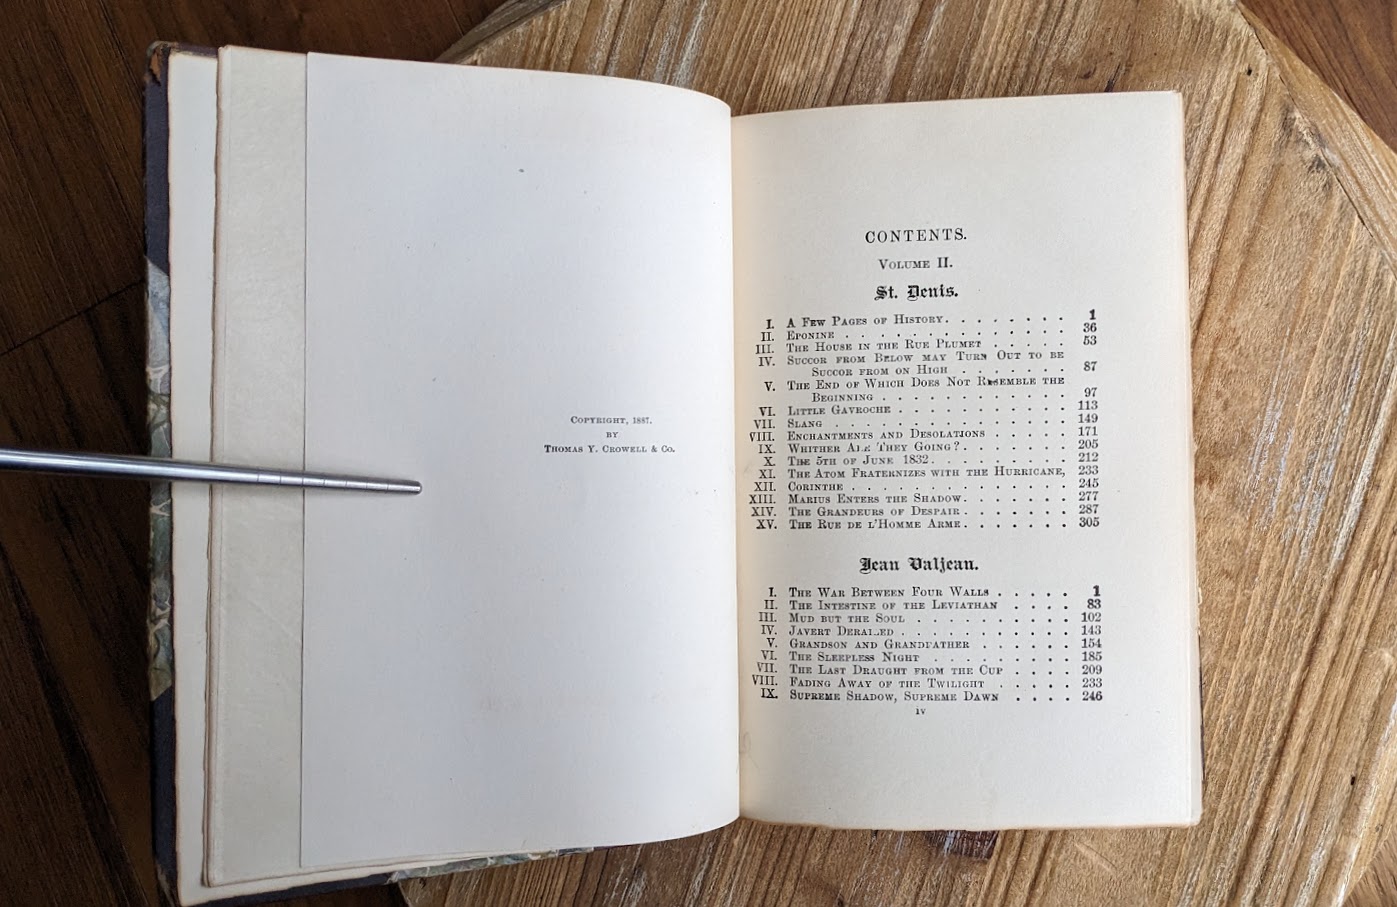 COPYRIGHT, 1887.
BY
THOMAS Y. CROWELL & CO.
CONTENTS.
VOLUME II.
St. Denis.
I. A FEW PAGES OF HISTORY . . . . . . . . 1
II. EPONINE . . . . . . . . . . . . . . 36
III. THE HOUSE IN THE RUE PLUMET . . . . . . 53
IV. SUCCOR FROM BELOW MAY TURN OUT TO BE
SUCCOR FROM ON HIGH . . . . . . . 87
V. THE END OF WHICH DOES NOT RESEMBLE THE
BEGINNING . . . . . . . . . . . . 97
VI. LITTLE GAVROCHE . . . . . . . . . . . 113
VII. SLANG . . . . . . . . . . . . . . . 149
VIII. ENCHANTMENTS AND DESOLATIONS . . . . . 171
IX. WHITHER ARE THEY GOING? . . . . . . . 205
X. THE 5TH OF JUNE 1832 . . . . . . . . . 212
XI. THE ATOM FRATERNIZES WITH THE HURRICANE, 233
XII. CORINTHE . . . . . . . . . . . . . . 245
XIII. MARIUS ENTERS THE SHADOW . . . . . . . 277
XIV. THE GRANDEURS OF DESPAIR . . . . . . . 287
XV. THE RUE DE L'HOMME ARME . . . . . . . 305
Jean Valjean.
I. THE WAR BETWEEN FOUR WALLS . . . . . 1
II. THE INTESTINE OF THE LEVIATHAN . . . . 83
III. MUD BUT THE SOUL . . . . . . . . . . 102
IV. JAVERT DERAILED . . . . . . . . . . . 143
V. GRANDSON AND GRANDFATHER . . . . . . . 154
VI. THE SLEEPLESS NIGHT . . . . . . . . . 185
VII. THE LAST DRAUGHT FROM THE CUP . . . . 209
VIII. FADING AWAY OF THE TWILIGHT . . . . . 233
IX. SUPREME SHADOW, SUPREME DAWN . . . . 246
iv